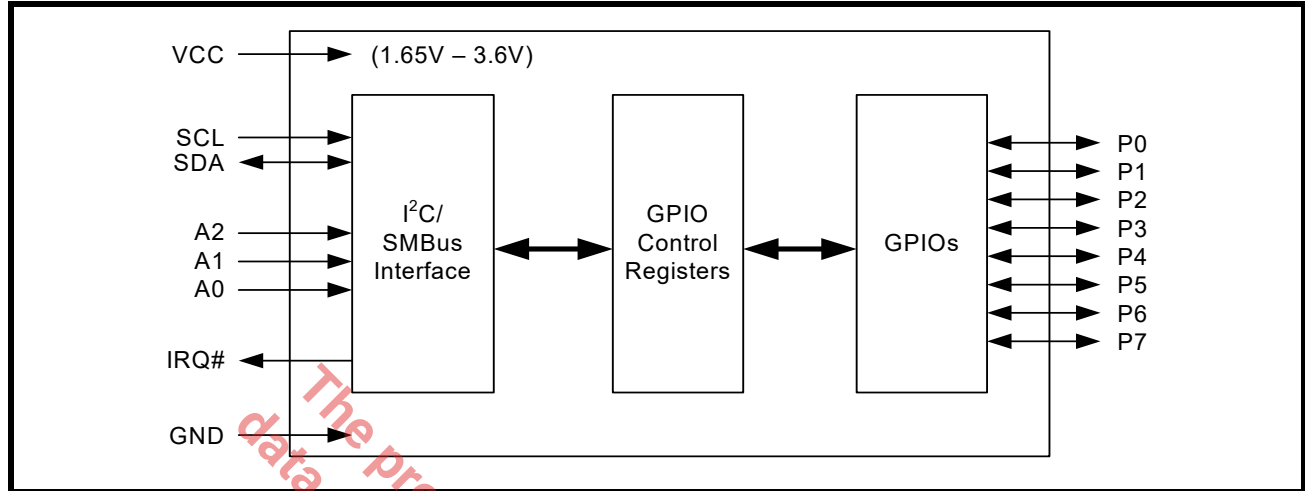 VCC
(1.65V – 3.6V)
SCL
SDA
A2
A1
A0
IRQ#
GND
I²C/
SMBus
Interface
GPIO
Control
Registers
GPIOs
P0
P1
P2
P3
P4
P5
P6
P7
The pro
data